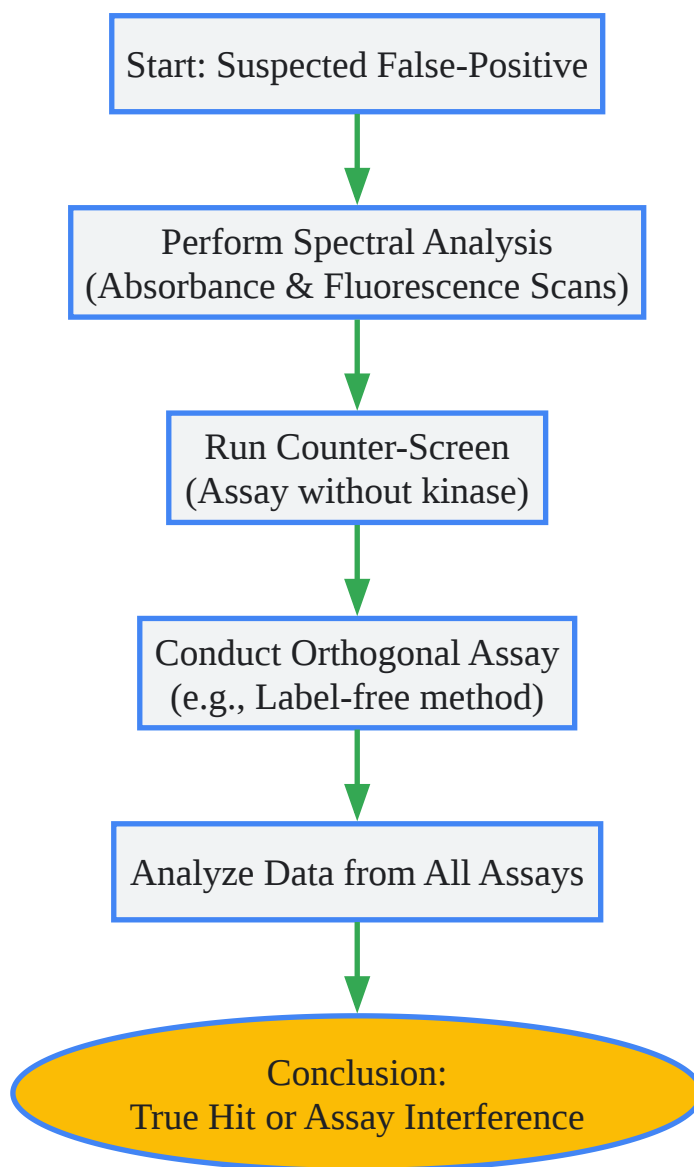 Start: Suspected False-Positive
Perform Spectral Analysis
(Absorbance & Fluorescence Scans)
Run Counter-Screen
(Assay without kinase)
Conduct Orthogonal Assay
(e.g., Label-free method)
Analyze Data from All Assays
Conclusion:
True Hit or Assay Interference